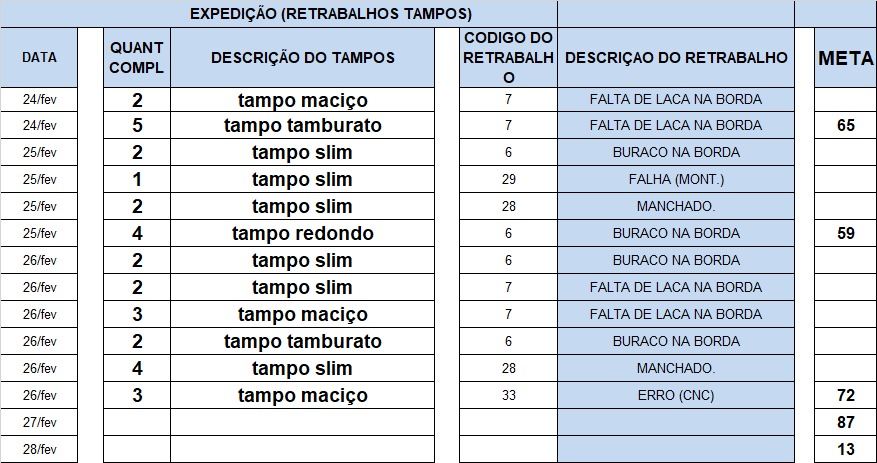 EXPEDIÇÃO (RETRABALHOS TAMPOS)
DATA QUANT COMPL DESCRIÇÃO DO TAMPOS CODIGO DO RETRABALHO DESCRIÇAO DO RETRABALHO META
24/fev 2 tampo maciço 7 FALTA DE LACA NA BORDA
24/fev 5 tampo tamburato 7 FALTA DE LACA NA BORDA 65
25/fev 2 tampo slim 6 BURACO NA BORDA
25/fev 1 tampo slim 29 FALHA (MONT.)
25/fev 2 tampo slim 28 MANCHADO.
25/fev 4 tampo redondo 6 BURACO NA BORDA 59
26/fev 2 tampo slim 6 BURACO NA BORDA
26/fev 2 tampo slim 7 FALTA DE LACA NA BORDA
26/fev 3 tampo maciço 7 FALTA DE LACA NA BORDA
26/fev 2 tampo tamburato 6 BURACO NA BORDA
26/fev 4 tampo slim 28 MANCHADO.
26/fev 3 tampo maciço 33 ERRO (CNC) 72
27/fev 87
28/fev 13